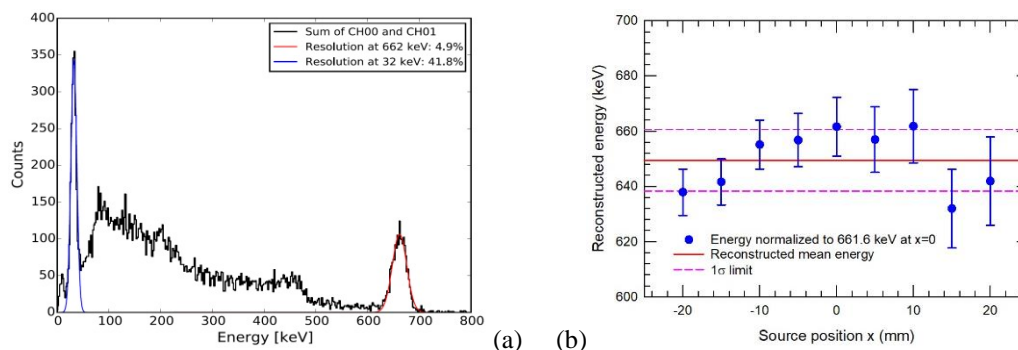 400
350
300
250
200
150
100
50
0
Counts
0 100 200 300 400 500 600 700 800
Energy [keV]
Sum of CH00 and CH01
Resolution at 662 keV: 4.9%
Resolution at 32 keV: 41.8%
(a)
(b)
700
680
660
640
620
600
Reconstructed energy (keV)
Energy normalized to 661.6 keV at x=0
Reconstructed mean energy
1σ limit
-20 -10 0 10 20
Source position x (mm)